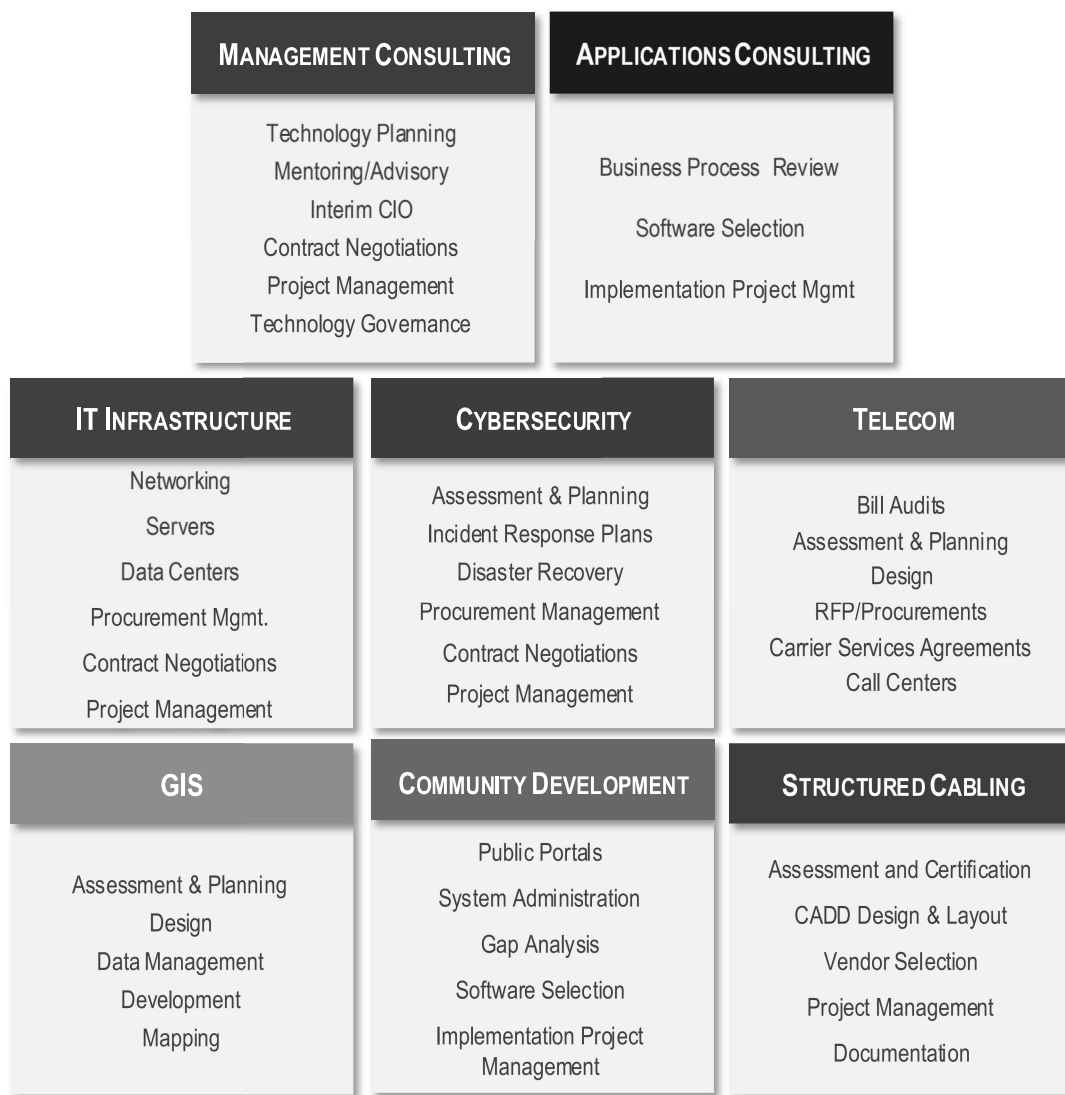 MANAGEMENT CONSULTING
Technology Planning
Mentoring/Advisory
Interim CIO
Contract Negotiations
Project Management
Technology Governance
APPLICATIONS CONSULTING
Business Process Review
Software Selection
Implementation Project Mgmt
IT INFRASTRUCTURE
Networking
Servers
Data Centers
Procurement Mgmt.
Contract Negotiations
Project Management
CYBERSECURITY
Assessment & Planning
Incident Response Plans
Disaster Recovery
Procurement Management
Contract Negotiations
Project Management
TELECOM
Bill Audits
Assessment & Planning
Design
RFP/Procurements
Carrier Services Agreements
Call Centers
GIS
Assessment & Planning
Design
Data Management
Development
Mapping
COMMUNITY DEVELOPMENT
Public Portals
System Administration
Gap Analysis
Software Selection
Implementation Project
Management
STRUCTURED CABLING
Assessment and Certification
CADD Design & Layout
Vendor Selection
Project Management
Documentation